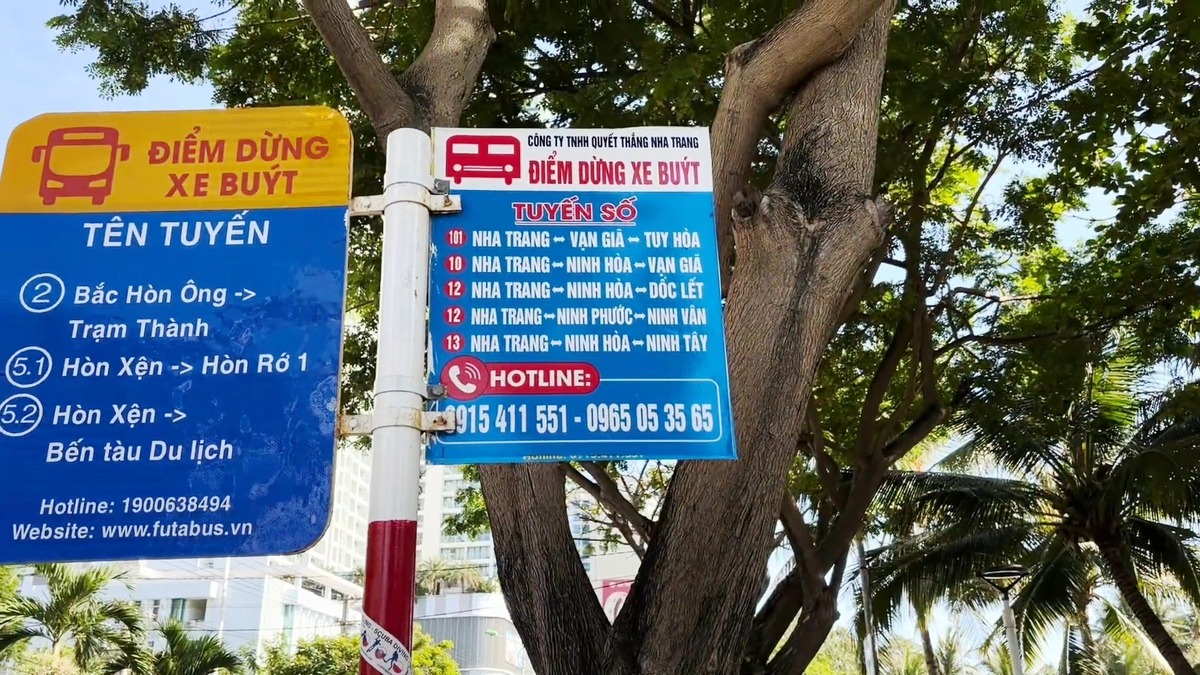 ĐIỂM DỪNG
XE BUÝT
TÊN TUYẾN
2 Bắc Hòn Ông ->
Trạm Thành
5.1 Hòn Xện -> Hòn Rớ 1
5.2 Hòn Xện ->
Bến tàu Du lịch
Hotline: 1900638494
Website: www.futabus.vn
CÔNG TY TNHH QUYẾT THẮNG NHA TRANG
ĐIỂM DỪNG XE BUÝT
TUYẾN SỐ
101 NHA TRANG ↔ VẠN GIÃ ↔ TUY HÒA
10 NHA TRANG ↔ NINH HÒA ↔ VẠN GIÃ
12 NHA TRANG ↔ NINH HÒA ↔ DỐC LẾT
12 NHA TRANG ↔ NINH PHƯỚC ↔ NINH VÂN
13 NHA TRANG ↔ NINH HÒA ↔ NINH TÂY
HOTLINE:
0915 411 551 - 0965 05 35 65
SCUBA DIVING